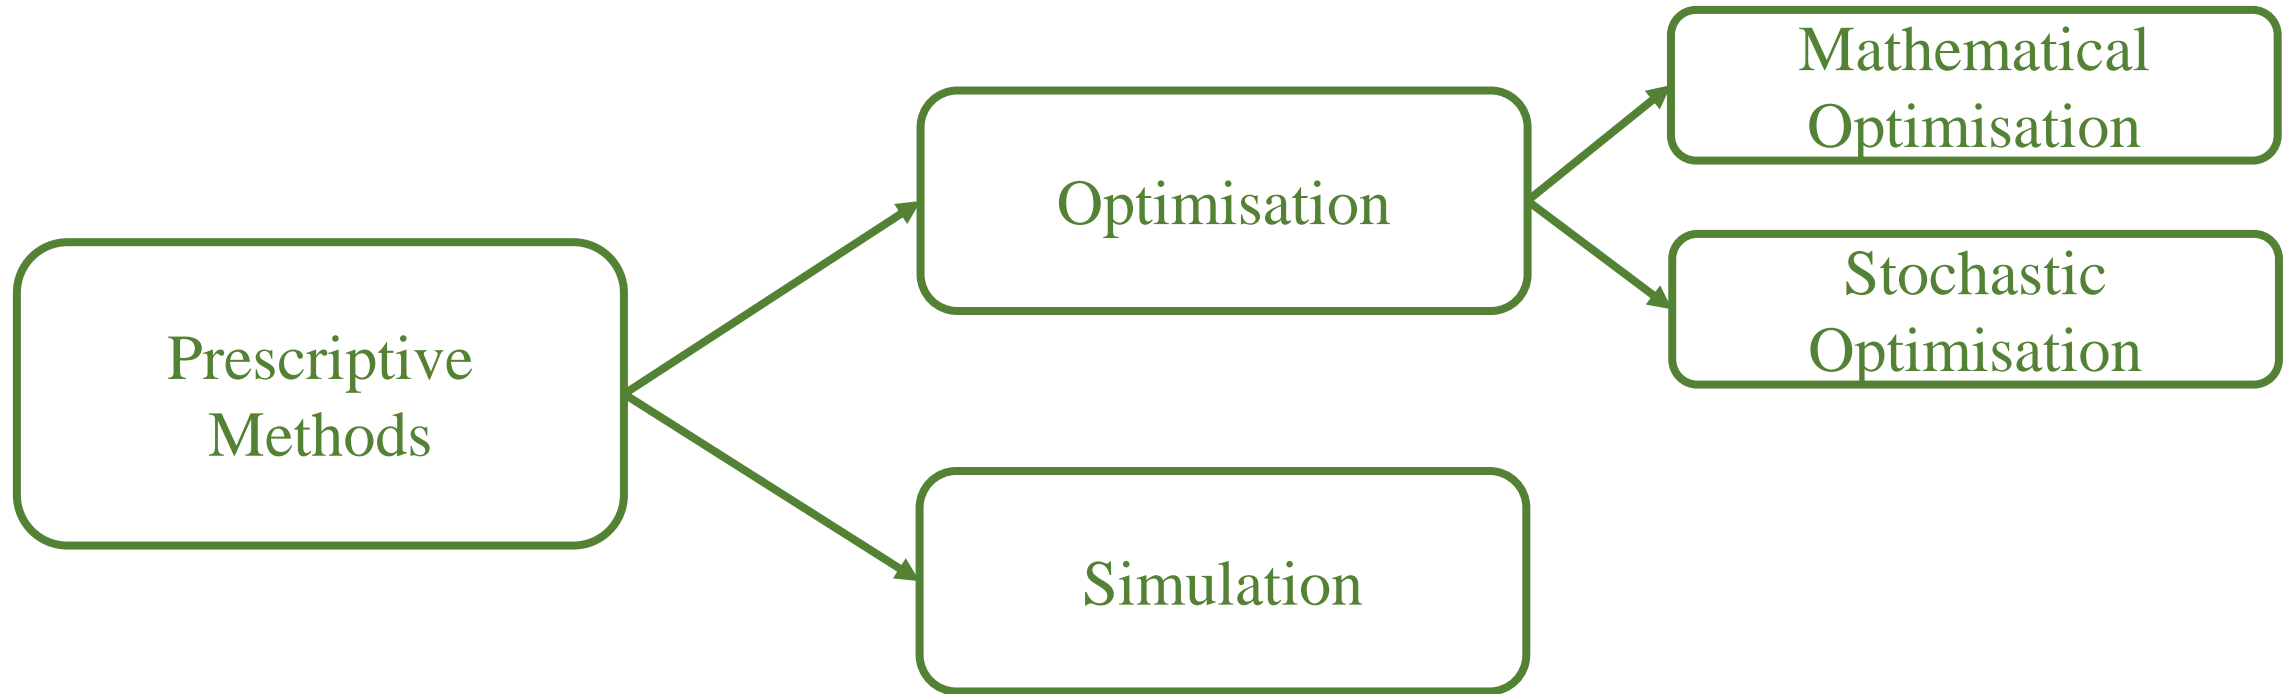 Prescriptive
Methods
Optimisation
Simulation
Mathematical
Optimisation
Stochastic
Optimisation